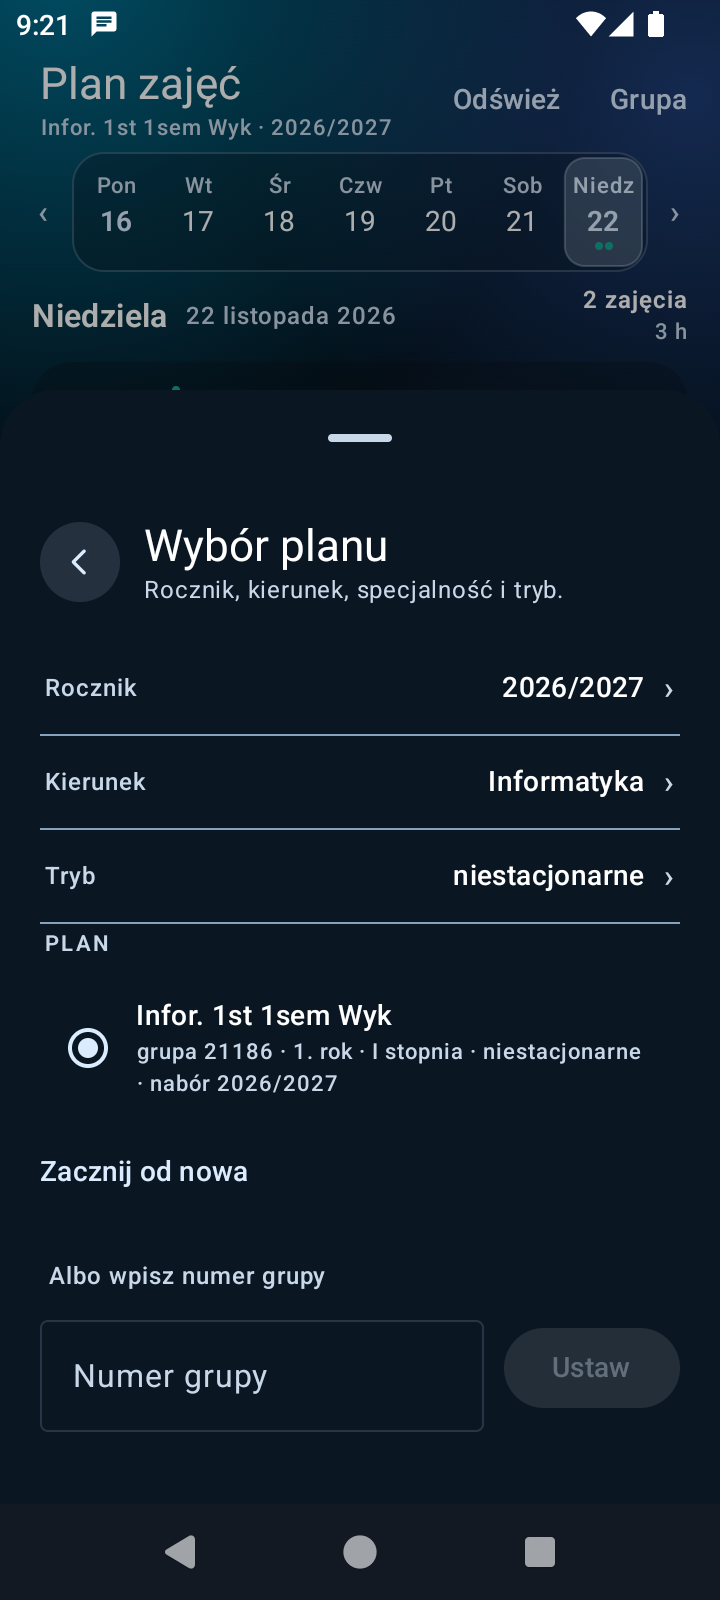 9:21
Plan zajęć
Odśwież
Grupa
Infor. 1st 1sem Wyk · 2026/2027
Pon Wt Śr Czw Pt Sob Niedz
‹ 16 17 18 19 20 21 22 ›
Niedziela 22 listopada 2026
2 zajęcia
3 h
Wybór planu
Rocznik, kierunek, specjalność i tryb.
Rocznik 2026/2027 ›
Kierunek Informatyka ›
Tryb niestacjonarne ›
PLAN
Infor. 1st 1sem Wyk
grupa 21186 · 1. rok · I stopnia · niestacjonarne
· nabór 2026/2027
Zacznij od nowa
Albo wpisz numer grupy
Numer grupy
Ustaw